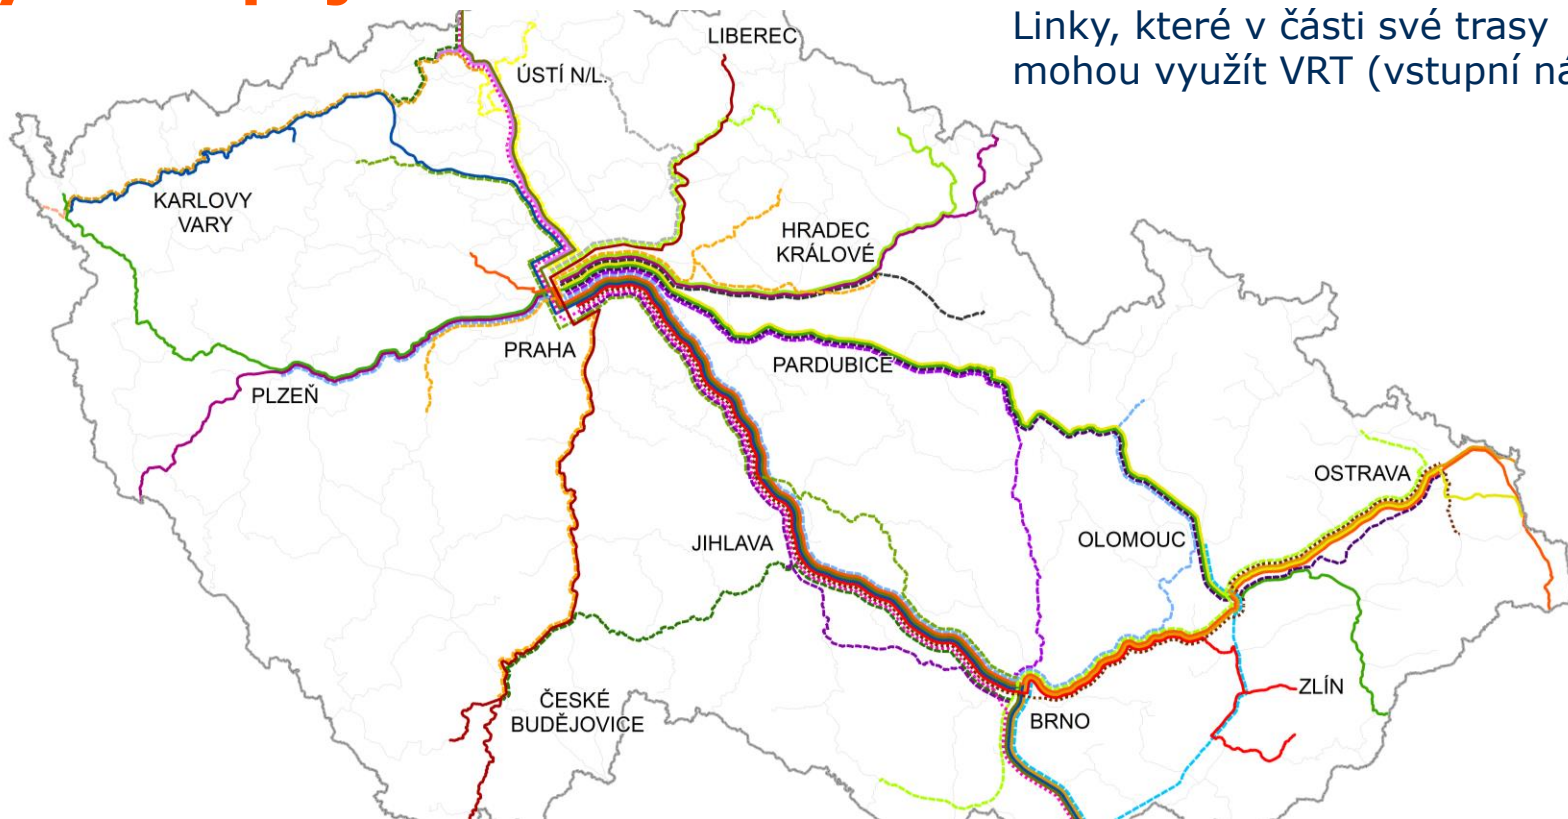 Linky, které v části své trasy
mohou využít VRT (vstupní
LIBEREC
ÚSTÍ N/L.
KARLOVY
VARY
HRADEC
KRÁLOVÉ
PRAHA
PARDUBICE
PLZEŇ
OSTRAVA
JIHLAVA
OLOMOUC
ZLÍN
ČESKÉ
BUDĚJOVICE
BRNO